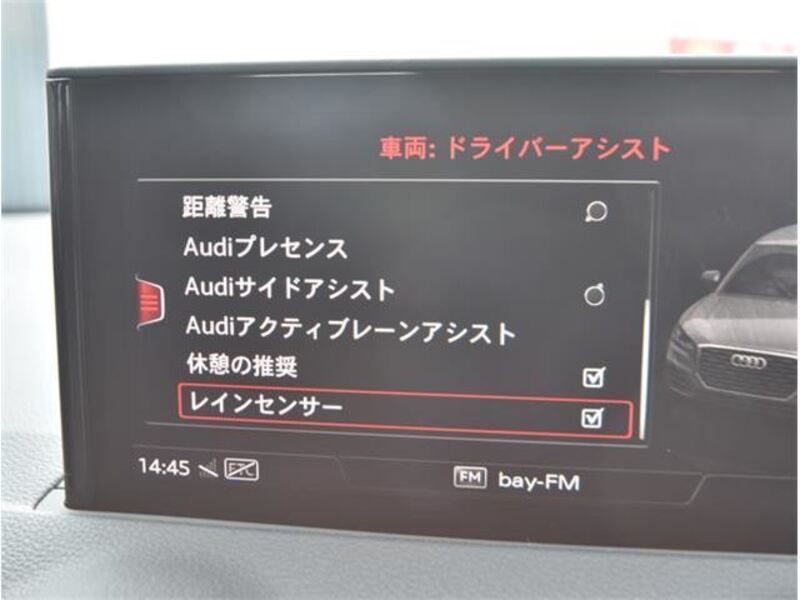 車両: ドライバーアシスト
距離警告
Audiプレセンス
Audiサイドアシスト
Audiアクティブレーンアシスト
休憩の推奨
レインセンサー
14:45 ETC FM bay-FM